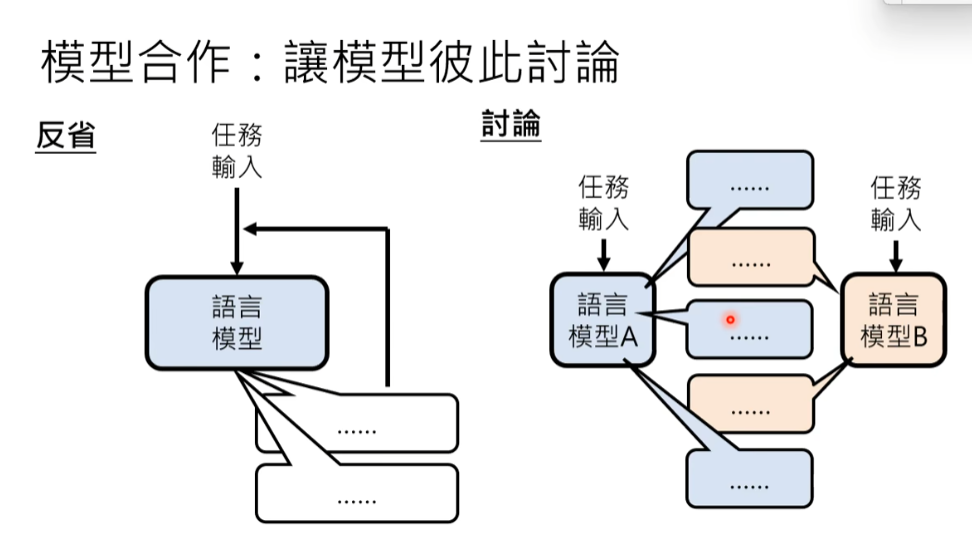 模型合作：讓模型彼此討論
反省
任務
輸入
語言
模型
......
......
討論
任務
輸入
語言
模型A
......
......
......
......
......
任務
輸入
語言
模型B